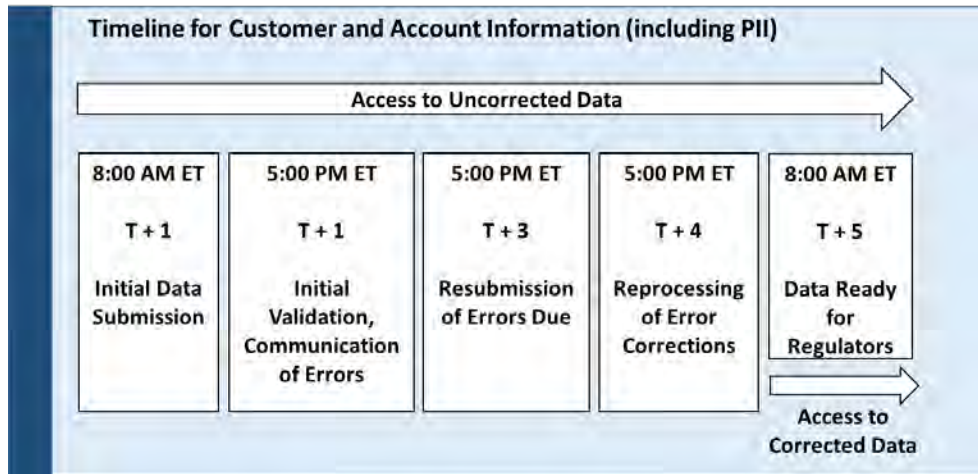 Timeline for Customer and Account Information (including PII)
Access to Uncorrected Data
8:00 AM ET
T + 1
Initial Data
Submission
5:00 PM ET
T + 1
Initial
Validation,
Communication
of Errors
5:00 PM ET
T + 3
Resubmission
of Errors Due
5:00 PM ET
T + 4
Reprocessing
of Error
Corrections
8:00 AM ET
T + 5
Data Ready
for
Regulators
Access to
Corrected Data